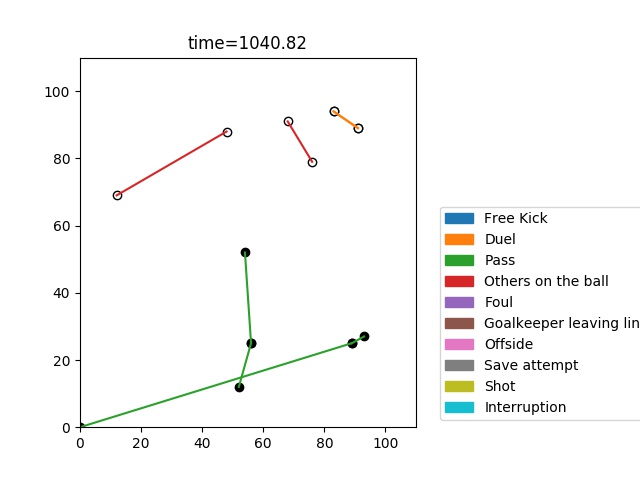 time=1040.82
100
80
60
40
20
0
0 20 40 60 80 100
Free Kick
Duel
Pass
Others on the ball
Foul
Goalkeeper leaving lin
Offside
Save attempt
Shot
Interruption